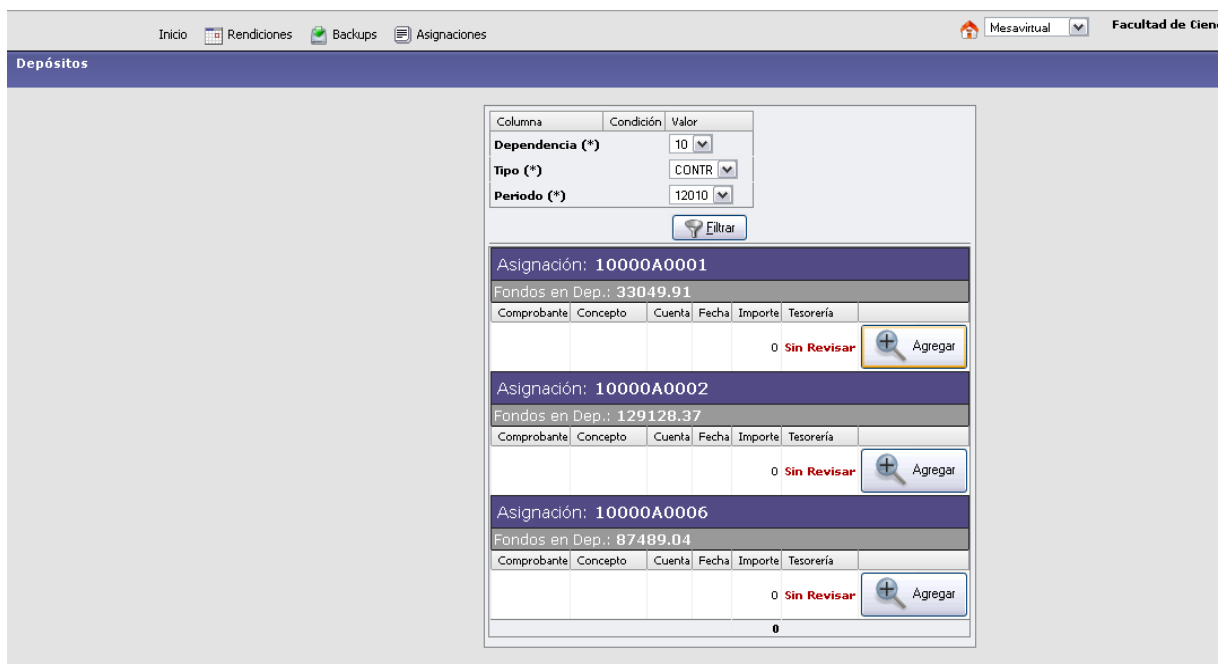 Inicio Rendiciones Backups Asignaciones Mesavirtual Facultad de Cien
Depósitos
Columna Condición Valor
Dependencia (*) 10
Tipo (*) CONTR
Periodo (*) 12010
Filtrar
Asignación: 10000A0001
Fondos en Dep.: 33049.91
Comprobante Concepto Cuenta Fecha Importe Tesorería
0 Sin Revisar Agregar
Asignación: 10000A0002
Fondos en Dep.: 129128.37
Comprobante Concepto Cuenta Fecha Importe Tesorería
0 Sin Revisar Agregar
Asignación: 10000A0006
Fondos en Dep.: 87489.04
Comprobante Concepto Cuenta Fecha Importe Tesorería
0 Sin Revisar Agregar
0